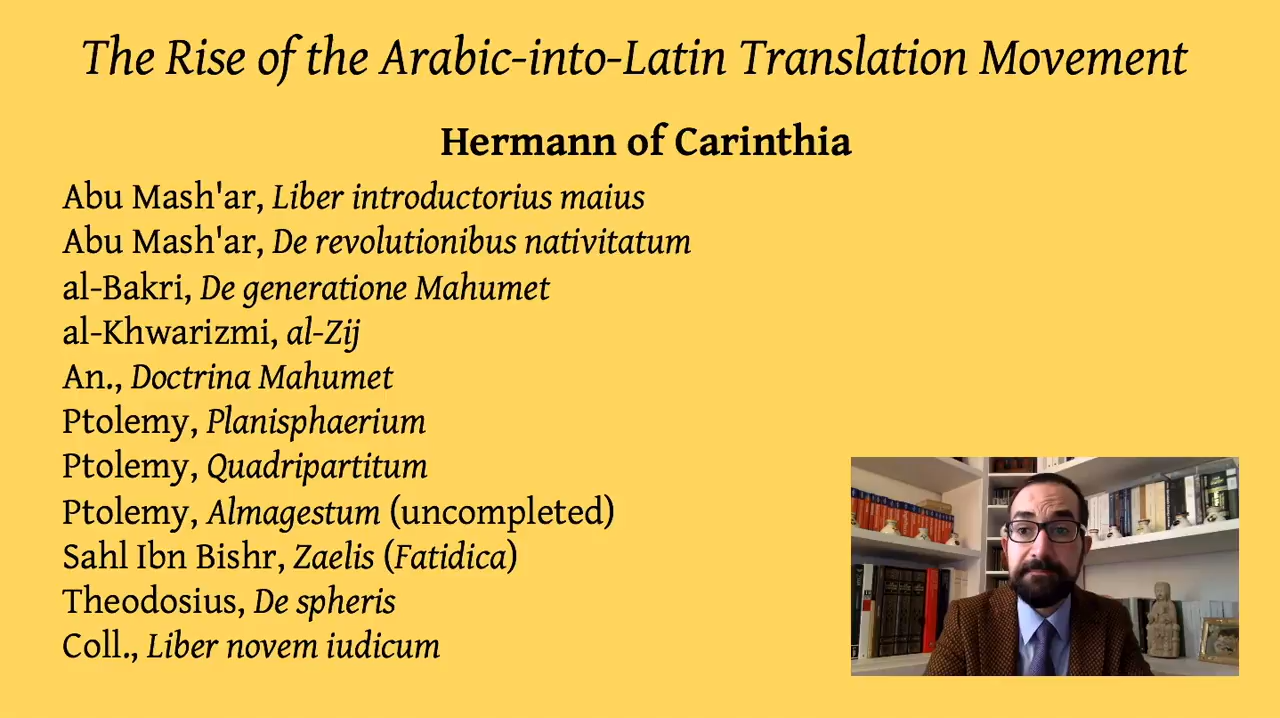 The Rise of the Arabic-into-Latin Translation Movement
Hermann of Carinthia
Abu Mash'ar, Liber introductorius maius
Abu Mash'ar, De revolutionibus nativitatum
al-Bakri, De generatione Mahumet
al-Khwarizmi, al-Zij
An., Doctrina Mahumet
Ptolemy, Planisphaerium
Ptolemy, Quadripartitum
Ptolemy, Almagestum (uncompleted)
Sahl Ibn Bishr, Zaelis (Fatidica)
Theodosius, De spheris
Coll., Liber novem iudicum